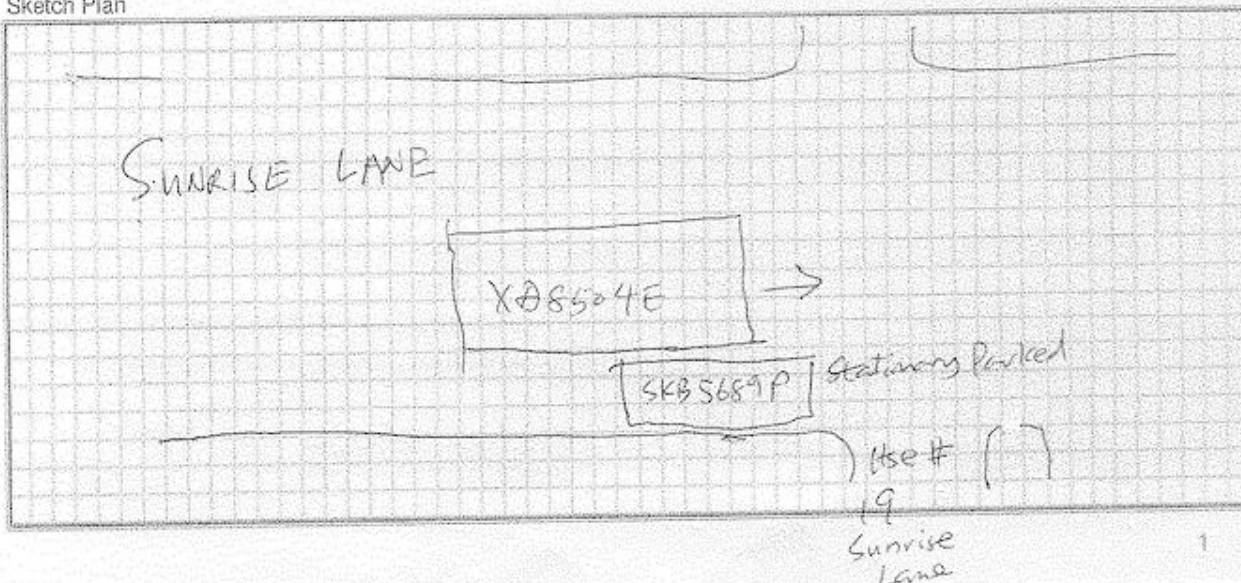 Sketch Plan
SUNRISE LANE
XD8504E
SKB5689P
Stationary Parked
Hse #
19
Sunrise
Lane
1